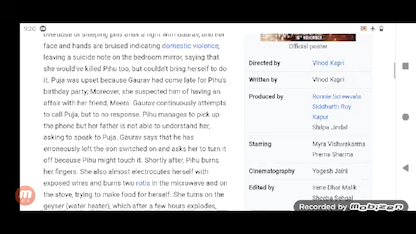 9:20
overdose of sleeping pills after a fight with Gaurav, and her
face and hands are bruised indicating domestic violence,
leaving a suicide note on the bedroom mirror, saying that
she would've killed Pihu too, but couldn't bring herself to do
it. Puja was upset because Gaurav had come late for Pihu's
birthday party; Moreover, she suspected him of having an
affair with her friend, Meera. Gaurav continuously attempts
to call Puja, but to no response. Pihu manages to pick up
the phone but her father is not able to understand her,
asking to speak to Puja. Gaurav says that he has
erroneously left the iron switched on and asks her to turn it
off because Pihu might touch it. Shortly after, Pihu burns
her fingers. She also almost electrocutes herself with
exposed wires and burns two rotis in the microwave and on
the stove, trying to make food for herself. She turns on the
geyser (water heater), which after a few hours explodes,
16TH NOVEMBER
Official poster
Directed by Vinod Kapri
Written by Vinod Kapri
Produced by Ronnie Screwvala
Siddharth Roy
Kapur
Shilpa Jindal
Starring Myra Vishwakarma
Prerna Sharma
Cinematography Yogesh Jaini
Edited by Irene Dhar Malik
Sheeba Sehgal
Recorded by mobizen